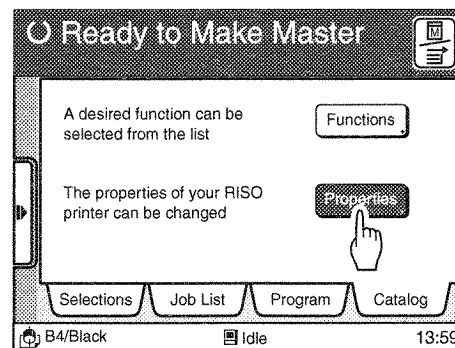 Ready to Make Master
M
A desired function can be
selected from the list
Functions
The properties of your RISO
printer can be changed
Properties
Selections
Job List
Program
Catalog
B4/Black
Idle
13:59